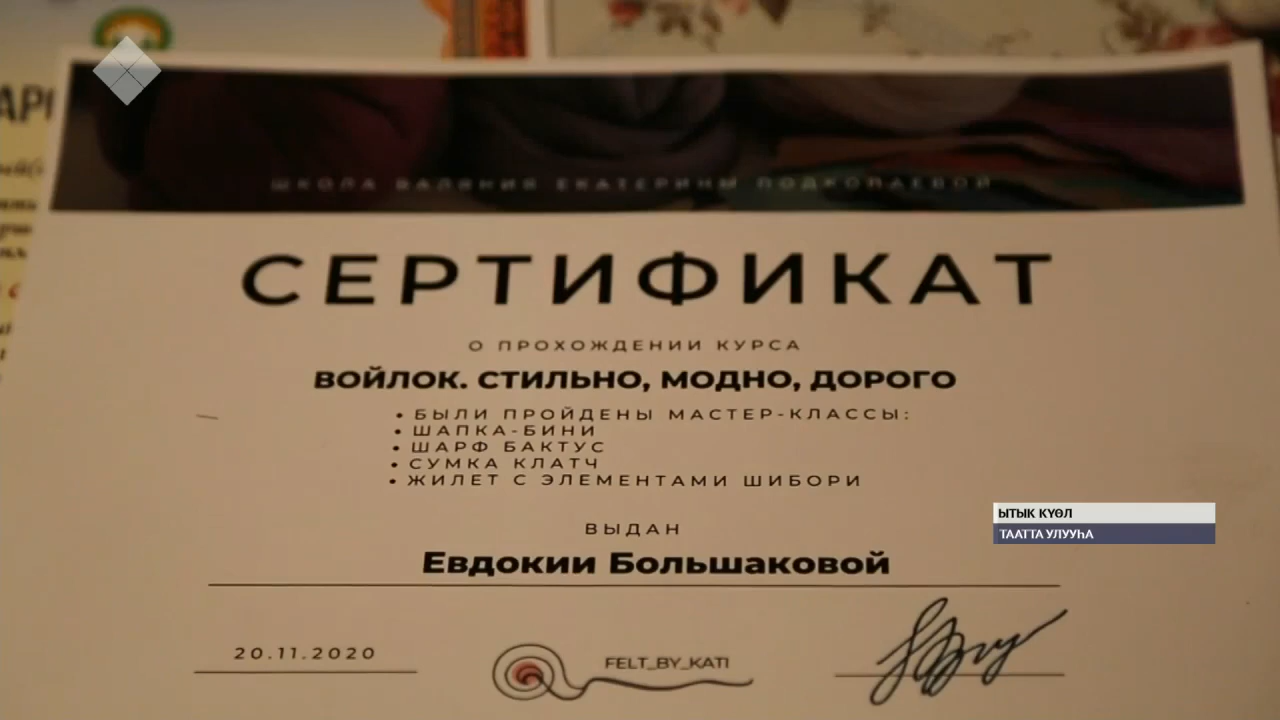 ШКОЛА ВАЛЯНИЯ ЕКАТЕРИНЫ ПОДКОПАЕВОЙ
СЕРТИФИКАТ
О ПРОХОЖДЕНИИ КУРСА
ВОЙЛОК. СТИЛЬНО, МОДНО, ДОРОГО
• БЫЛИ ПРОЙДЕНЫ МАСТЕР-КЛАССЫ:
• ШАПКА-БИНИ
• ШАРФ БАКТУС
• СУМКА КЛАТЧ
• ЖИЛЕТ С ЭЛЕМЕНТАМИ ШИБОРИ
ЫТЫК КҮӨЛ
ТААТТА УЛУУҺА
ВЫДАН
Евдокии Большаковой
20.11.2020
FELT_BY_KATI